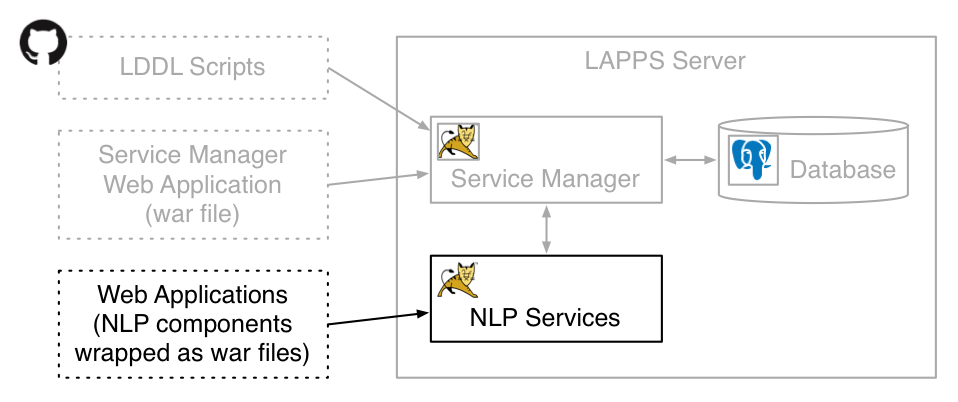 LDDL Scripts
LAPPS Server
Service Manager
Web Application
(war file)
Service Manager
Database
Web Applications
(NLP components
wrapped as war files)
NLP Services